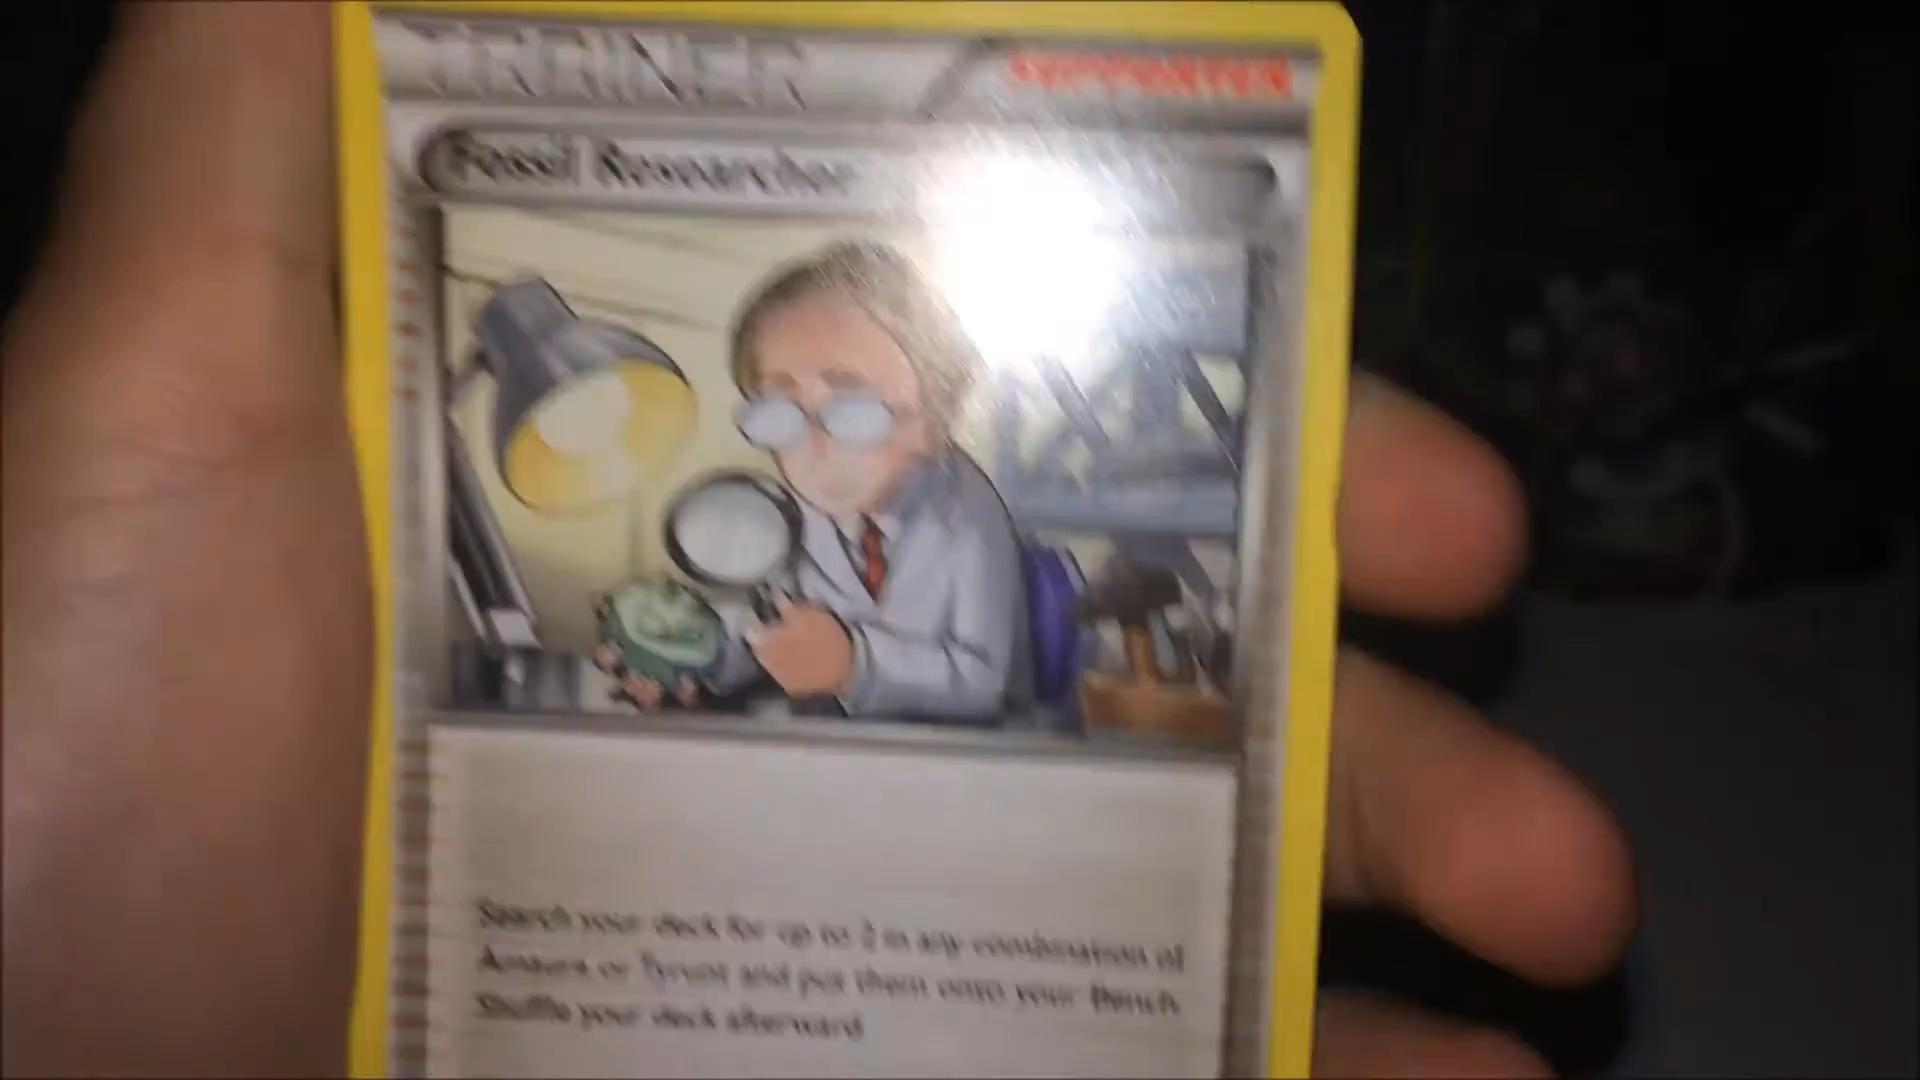 TRAINER
SUPPORTER
Fossil Researcher
Search your deck for up to 2 in any combination of
Amaura or Tyrunt and put them onto your Bench.
Shuffle your deck afterward.